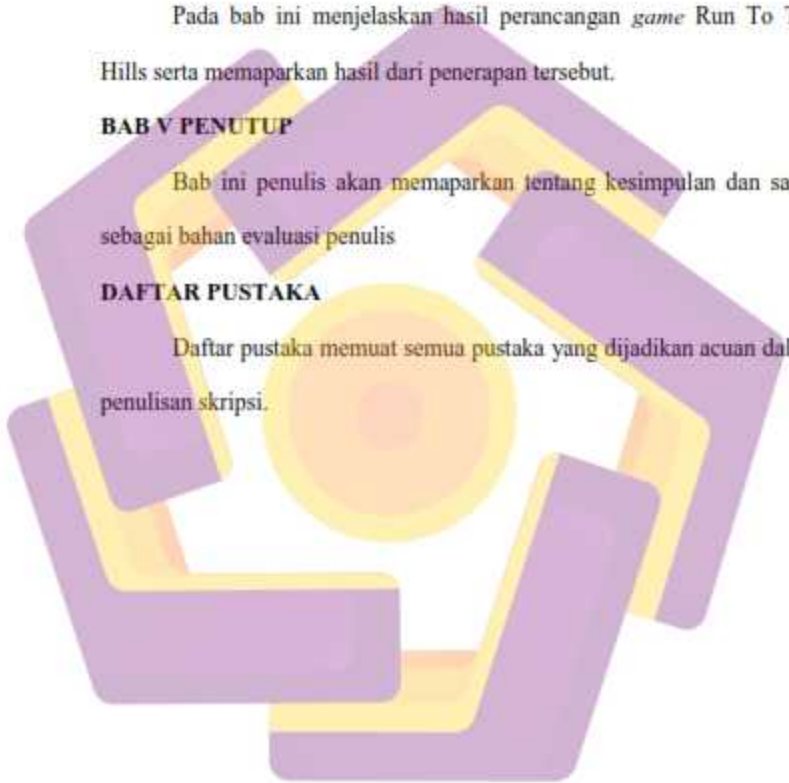 Pada bab ini menjelaskan hasil perancangan game Run To T
Hills serta memaparkan hasil dari penerapan tersebut.
BAB V PENUTUP
Bab ini penulis akan memaparkan tentang kesimpulan dan sa
sebagai bahan evaluasi penulis
DAFTAR PUSTAKA
Daftar pustaka memuat semua pustaka yang dijadikan acuan dal
penulisan skripsi.